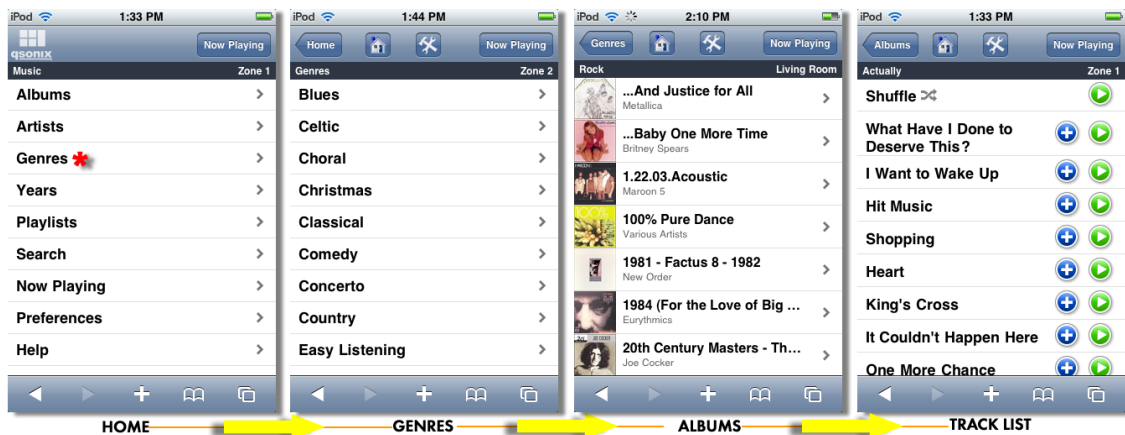 iPod 1:33 PM
qsonix Now Playing
Music Zone 1
Albums
Artists
Genres *
Years
Playlists
Search
Now Playing
Preferences
Help
HOME
iPod 1:44 PM
Home Now Playing
Genres Zone 2
Blues
Celtic
Choral
Christmas
Classical
Comedy
Concerto
Country
Easy Listening
GENRES
iPod 2:10 PM
Genres Now Playing
Rock Living Room
...And Justice for All
Metallica
...Baby One More Time
Britney Spears
1.22.03.Acoustic
Maroon 5
100% Pure Dance
Various Artists
1981 - Factus 8 - 1982
New Order
1984 (For the Love of Big ...
Eurythmics
20th Century Masters - Th...
Joe Cocker
ALBUMS
iPod 1:33 PM
Albums Now Playing
Actually Zone 1
Shuffle
What Have I Done to
Deserve This?
I Want to Wake Up
Hit Music
Shopping
Heart
King's Cross
It Couldn't Happen Here
One More Chance
TRACK LIST